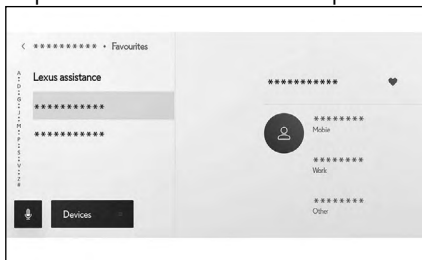 < ********** • Favourites
A
D
G
J
M
P
S
V
Z
#
Lexus assistance
***********
***********
Devices
***********
********
Mobile
********
Work
********
Other